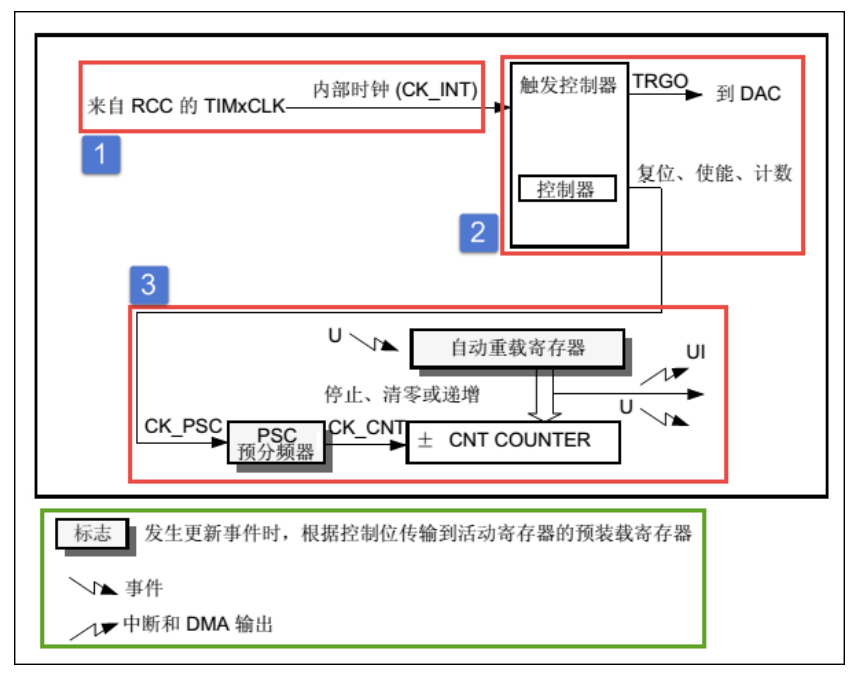 来自 RCC 的 TIMxCLK
内部时钟 (CK_INT)
1
触发控制器
TRGO
到 DAC
控制器
复位、使能、计数
2
3
U
自动重载寄存器
UI
停止、清零或递增
U
CK_PSC
PSC
预分频器
CK_CNT
± CNT COUNTER
标志
发生更新事件时，根据控制位传输到活动寄存器的预装载寄存器
事件
中断和 DMA 输出